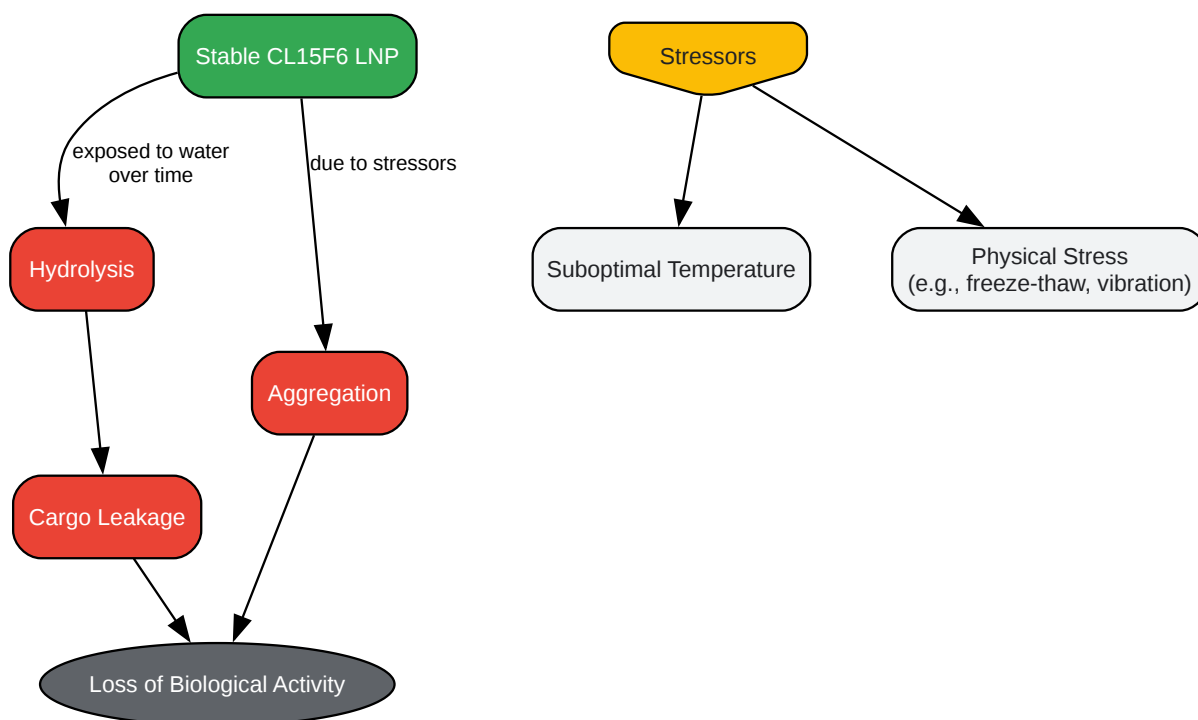 Stable CL15F6 LNP
Stressors
exposed to water
over time
due to stressors
Hydrolysis
Suboptimal Temperature
Physical Stress
(e.g., freeze-thaw, vibration)
Aggregation
Cargo Leakage
Loss of Biological Activity